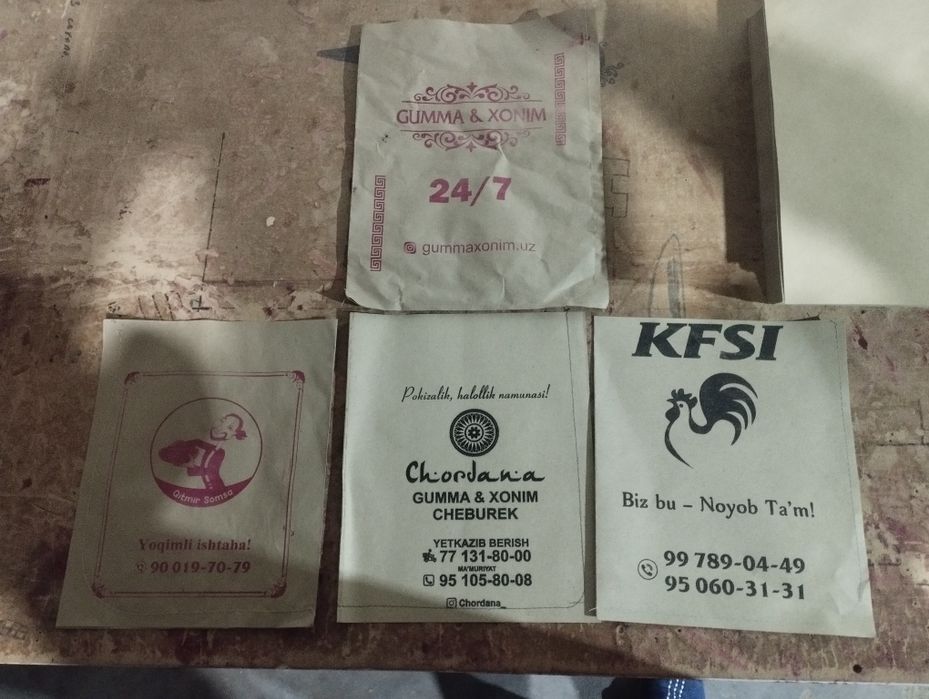 GUMMA & XONIM
24/7
gummaxonim.uz
Qitmir Somsa
Yoqimli ishtaha!
90 019-70-79
Pokizalik, halollik namunasi!
Chordana
GUMMA & XONIM
CHEBUREK
YETKAZIB BERISH
77 131-80-00
MA'MURIYAT
95 105-80-08
Chordana_
KFSI
Biz bu – Noyob Ta'm!
99 789-04-49
95 060-31-31